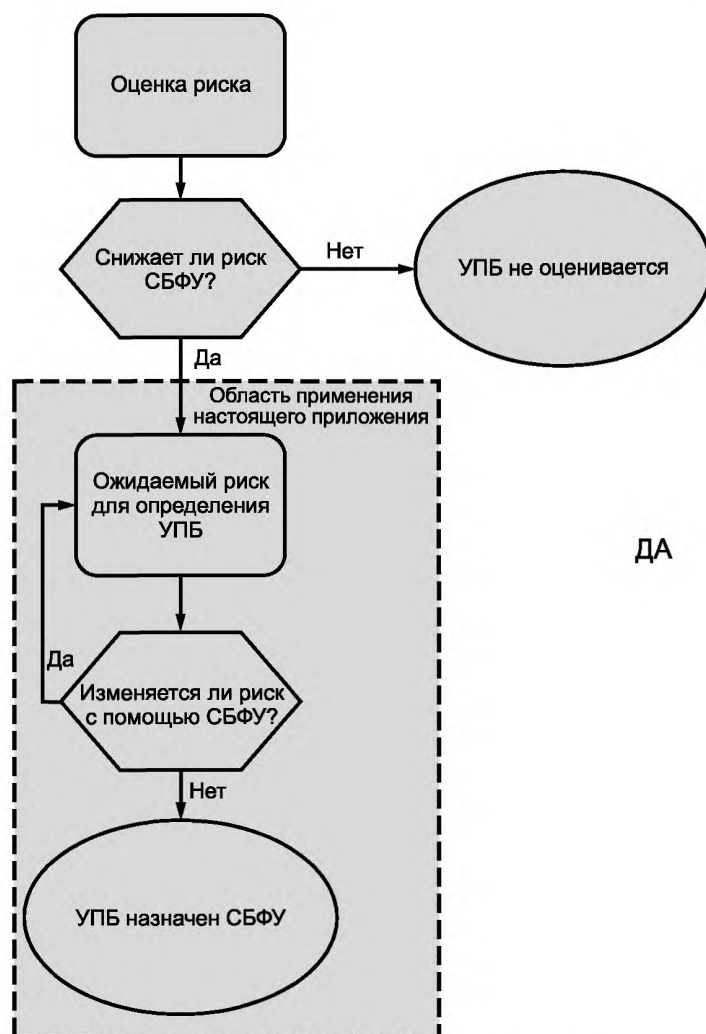 Оценка риска
Снижает ли риск
СБФУ?
Нет
УПБ не оценивается
Да
Область применения
настоящего приложения
Ожидаемый риск
для определения
УПБ
ДА
Да
Изменяется ли риск
с помощью СБФУ?
Нет
УПБ назначен СБФУ